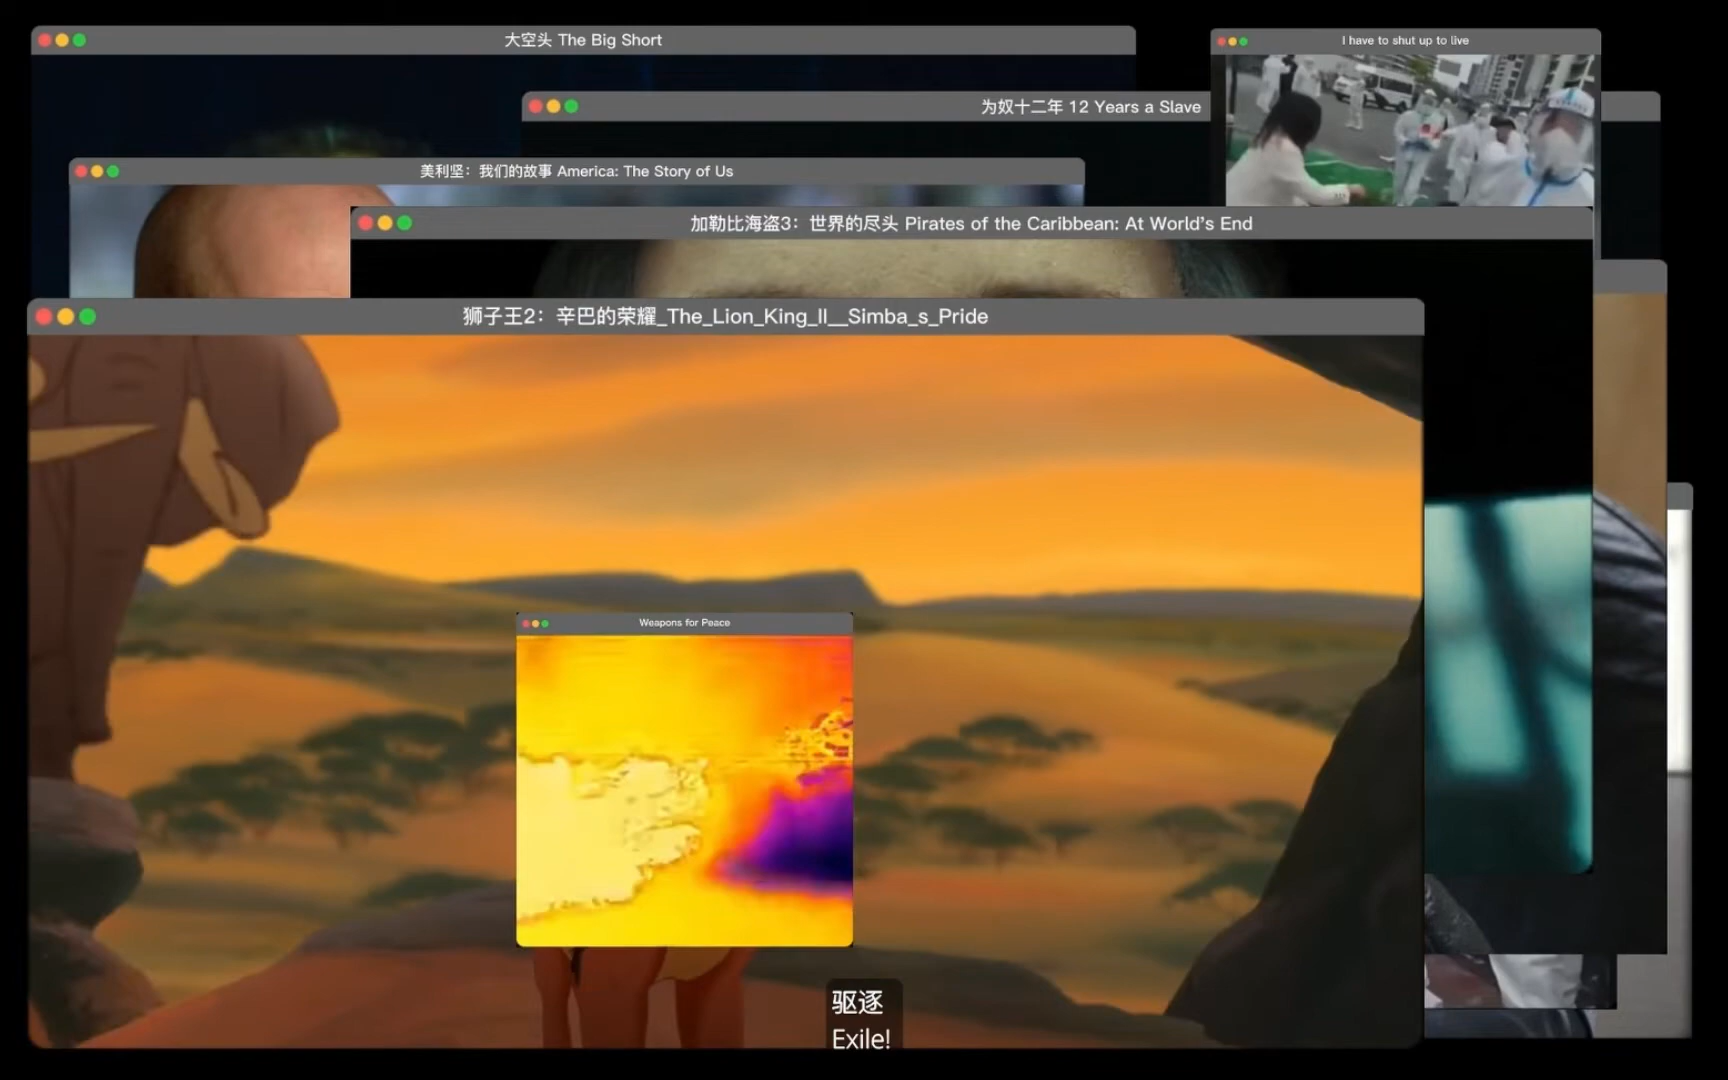 大空头 The Big Short
I have to shut up to live
为奴十二年 12 Years a Slave
美利坚：我们的故事 America: The Story of Us
加勒比海盗3：世界的尽头 Pirates of the Caribbean: At World's End
狮子王2：辛巴的荣耀_The_Lion_King_II__Simba_s_Pride
Weapons for Peace
驱逐
Exile!